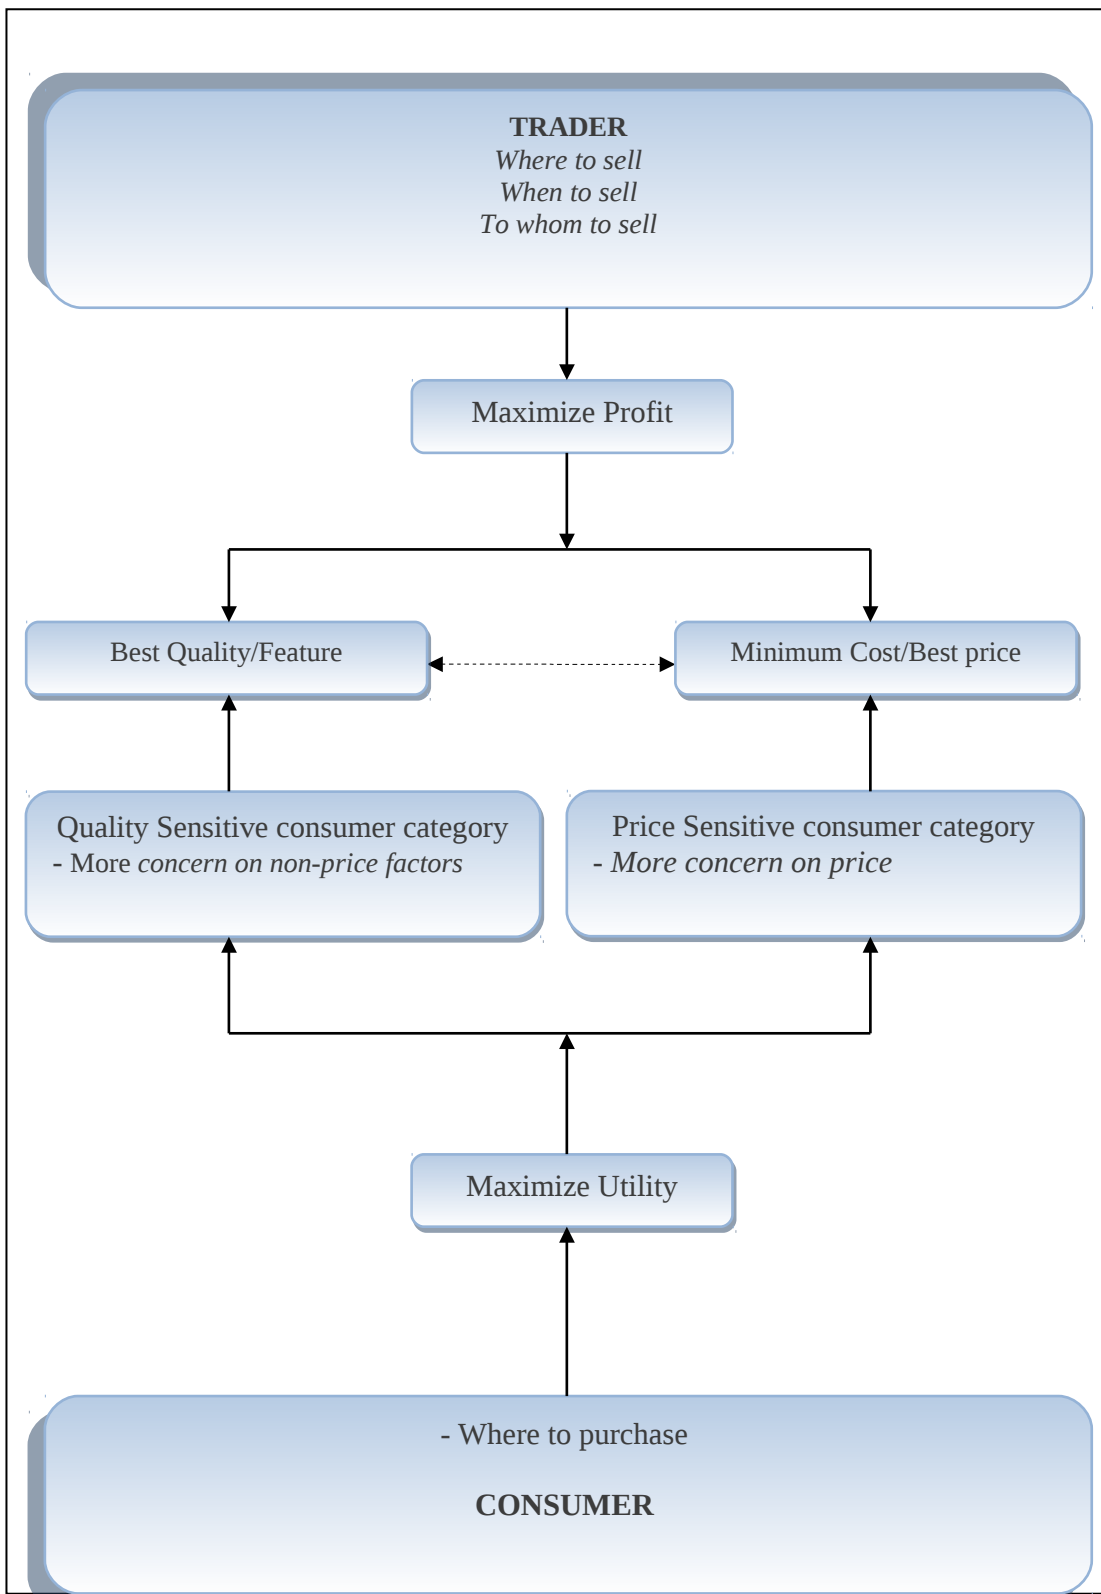 TRADER
Where to sell
When to sell
To whom to sell
Maximize Profit
Best Quality/Feature
Minimum Cost/Best price
Quality Sensitive consumer category
- More concern on non-price factors
Price Sensitive consumer category
- More concern on price
Maximize Utility
- Where to purchase
CONSUMER